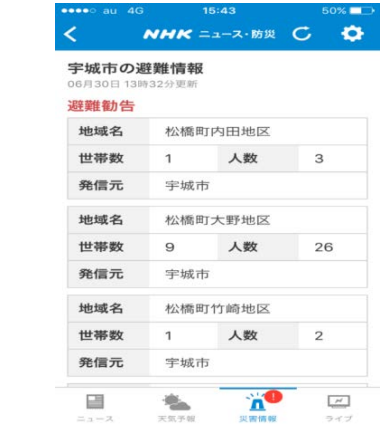 au 4G 15:43 50%
NHK ニュース・防災
宇城市の避難情報
06月30日 13時32分更新
避難勧告
地域名 松橋町内田地区
世帯数 1 人数 3
発信元 宇城市
地域名 松橋町大野地区
世帯数 9 人数 26
発信元 宇城市
地域名 松橋町竹崎地区
世帯数 1 人数 2
発信元 宇城市
ニュース 天気予報 災害情報 ライブ